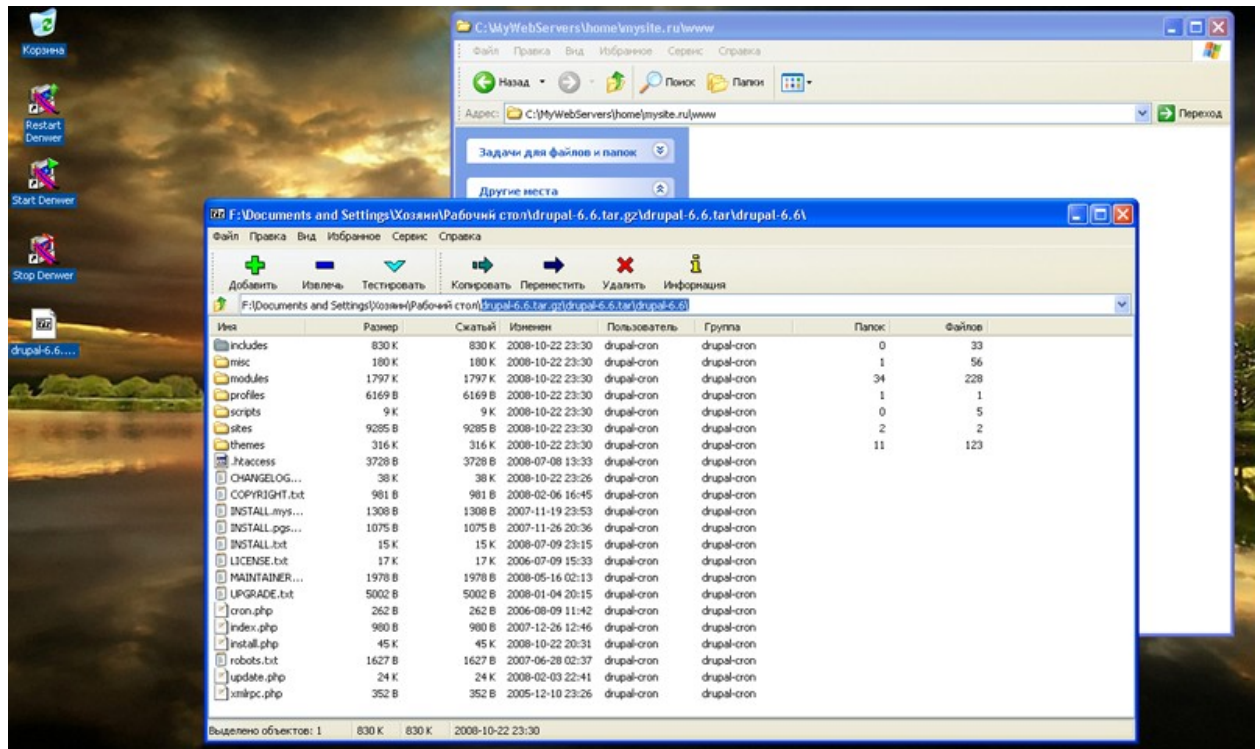 Корзина
Restart
Denwer
Start Denwer
Stop Denwer
drupal-6.6....
C:\MyWebServers\home\mysite.ru\www
Файл Правка Вид Избранное Сервис Справка
Назад Поиск Папки
Адрес: C:\MyWebServers\home\mysite.ru\www Переход
Задачи для файлов и папок
Другие места
F:\Documents and Settings\Хозяин\Рабочий стол\drupal-6.6.tar.gz\drupal-6.6.tar\drupal-6.6\
Файл Правка Вид Избранное Сервис Справка
Добавить Извлечь Тестировать Копировать Переместить Удалить Информация
F:\Documents and Settings\Хозяин\Рабочий стол\drupal-6.6.tar.gz\drupal-6.6.tar\drupal-6.6\
Имя Размер Сжатый Изменен Пользователь Группа Папок Файлов
includes 830 K 830 K 2008-10-22 23:30 drupal-cron drupal-cron 0 33
misc 180 K 180 K 2008-10-22 23:30 drupal-cron drupal-cron 1 56
modules 1797 K 1797 K 2008-10-22 23:30 drupal-cron drupal-cron 34 228
profiles 6169 B 6169 B 2008-10-22 23:30 drupal-cron drupal-cron 1 1
scripts 9 K 9 K 2008-10-22 23:30 drupal-cron drupal-cron 0 5
sites 9285 B 9285 B 2008-10-22 23:30 drupal-cron drupal-cron 2 2
themes 316 K 316 K 2008-10-22 23:30 drupal-cron drupal-cron 11 123
.htaccess 3728 B 3728 B 2008-07-08 13:33 drupal-cron drupal-cron
CHANGELOG... 38 K 38 K 2008-10-22 23:26 drupal-cron drupal-cron
COPYRIGHT.txt 981 B 981 B 2008-02-06 16:45 drupal-cron drupal-cron
INSTALL.mys... 1308 B 1308 B 2007-11-19 23:53 drupal-cron drupal-cron
INSTALL.pgs... 1075 B 1075 B 2007-11-26 20:36 drupal-cron drupal-cron
INSTALL.txt 15 K 15 K 2008-07-09 23:15 drupal-cron drupal-cron
LICENSE.txt 17 K 17 K 2006-07-09 15:33 drupal-cron drupal-cron
MAINTAINER... 1978 B 1978 B 2008-05-16 02:13 drupal-cron drupal-cron
UPGRADE.txt 5002 B 5002 B 2008-01-04 20:15 drupal-cron drupal-cron
cron.php 262 B 262 B 2006-08-09 11:42 drupal-cron drupal-cron
index.php 980 B 980 B 2007-12-26 12:46 drupal-cron drupal-cron
install.php 45 K 45 K 2008-10-22 20:31 drupal-cron drupal-cron
robots.txt 1627 B 1627 B 2007-06-28 02:37 drupal-cron drupal-cron
update.php 24 K 24 K 2008-02-03 22:41 drupal-cron drupal-cron
xmlrpc.php 352 B 352 B 2005-12-10 23:26 drupal-cron drupal-cron
Выделено объектов: 1 830 K 830 K 2008-10-22 23:30